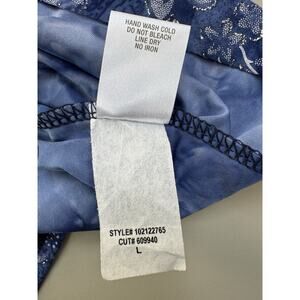 HAND WASH COLD
DO NOT BLEACH
LINE DRY
NO IRON
STYLE# 102122765
CUT# 609940
L